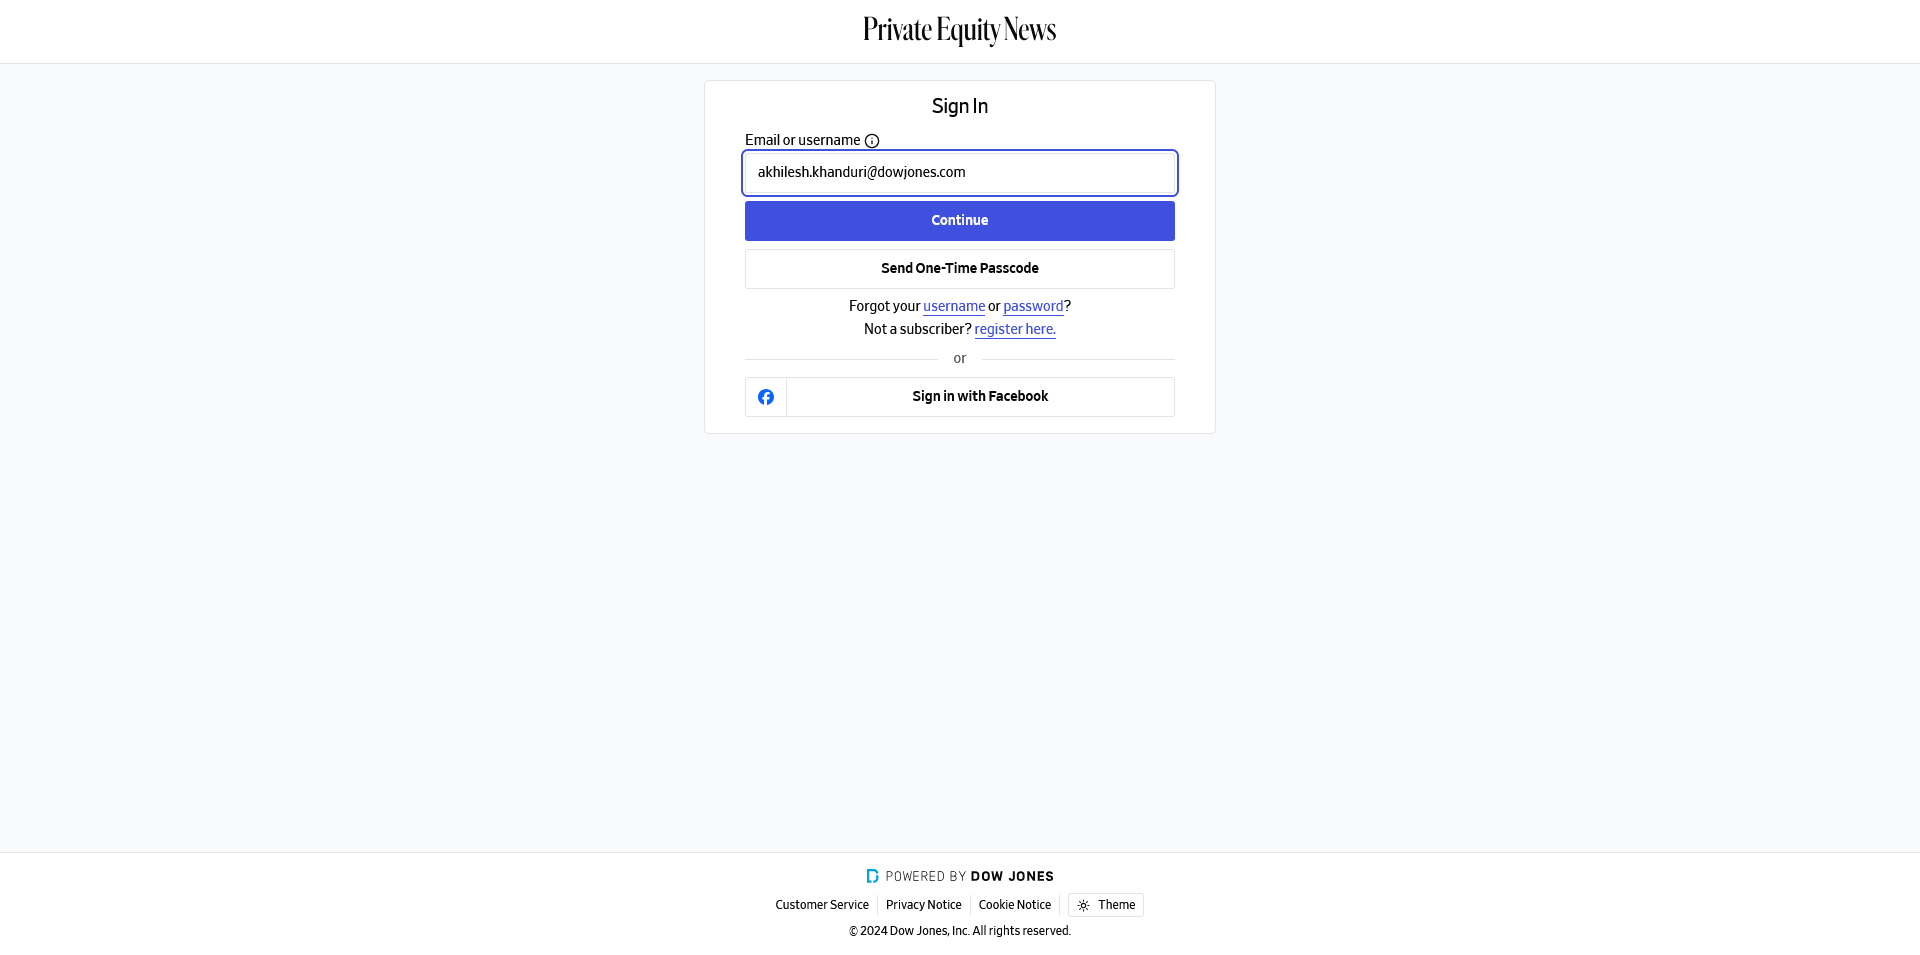 Private Equity News
Sign In
Email or username
akhilesh.khanduri@dowjones.com
Continue
Send One-Time Passcode
Forgot your username or password?
Not a subscriber? register here.
or
Sign in with Facebook
POWERED BY DOW JONES
Customer Service Privacy Notice Cookie Notice Theme
© 2024 Dow Jones, Inc. All rights reserved.